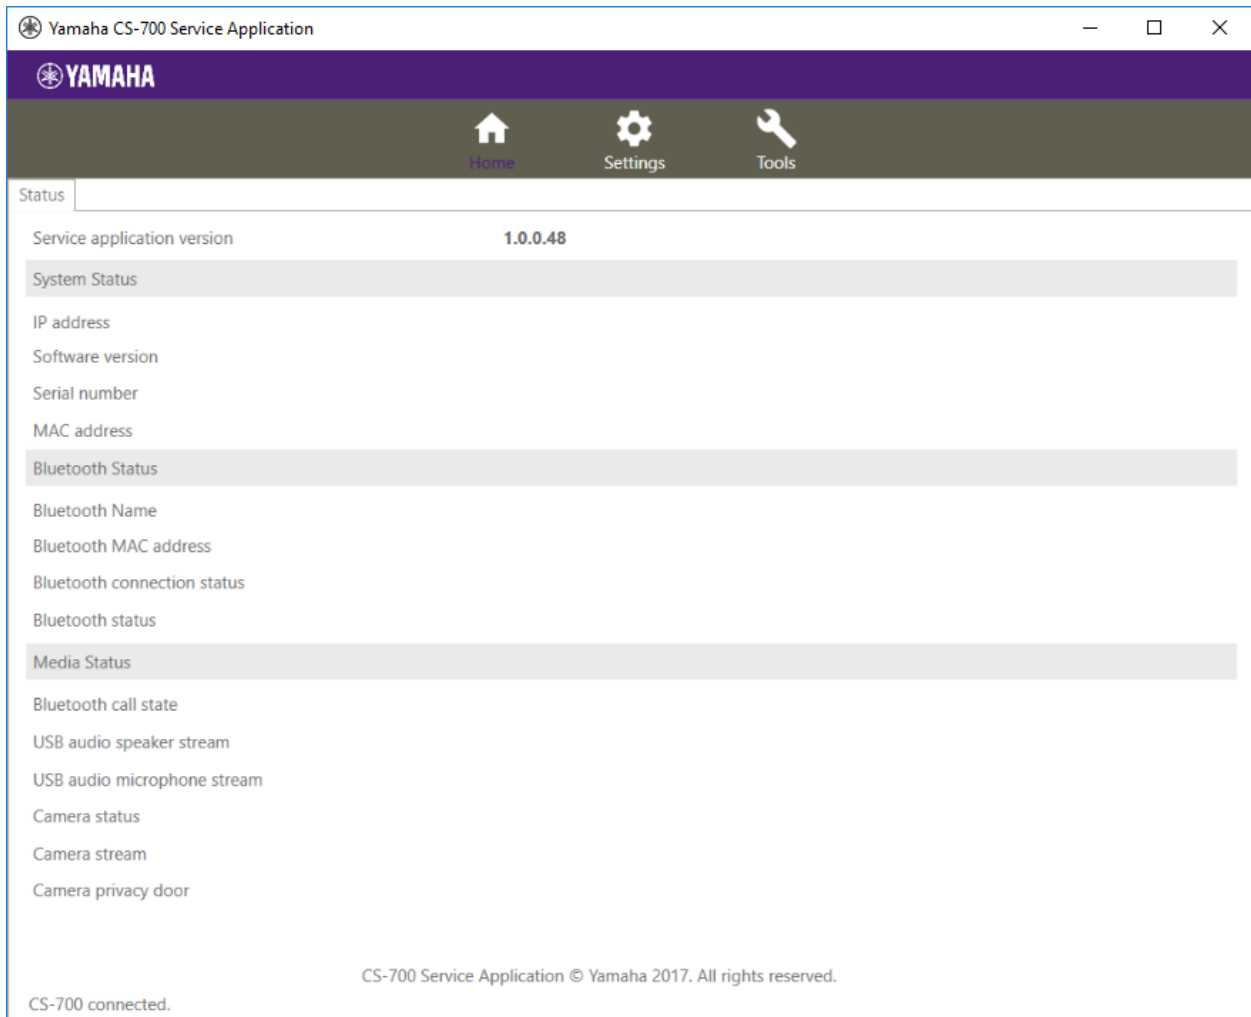 Yamaha CS-700 Service Application
YAMAHA
Home Settings Tools
Status
Service application version 1.0.0.48
System Status
IP address
Software version
Serial number
MAC address
Bluetooth Status
Bluetooth Name
Bluetooth MAC address
Bluetooth connection status
Bluetooth status
Media Status
Bluetooth call state
USB audio speaker stream
USB audio microphone stream
Camera status
Camera stream
Camera privacy door
CS-700 Service Application © Yamaha 2017. All rights reserved.
CS-700 connected.